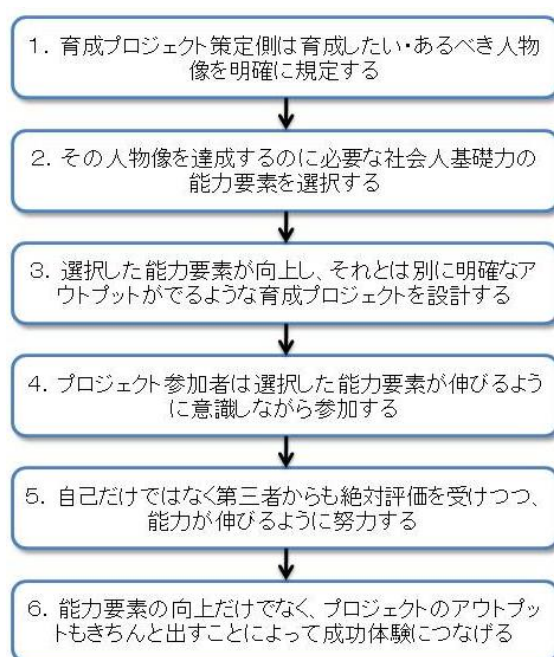 1. 育成プロジェクト策定側は育成したい・あるべき人物
像を明確に規定する
2. その人物像を達成するのに必要な社会人基礎力の
能力要素を選択する
3. 選択した能力要素が向上し、それとは別に明確なア
ウトプットがでるような育成プロジェクトを設計する
4. プロジェクト参加者は選択した能力要素が伸びるよう
に意識しながら参加する
5. 自己だけではなく第三者からも絶対評価を受けつつ、
能力が伸びるように努力する
6. 能力要素の向上だけでなく、プロジェクトのアウトプッ
トもきちんと出すことによって成功体験につなげる